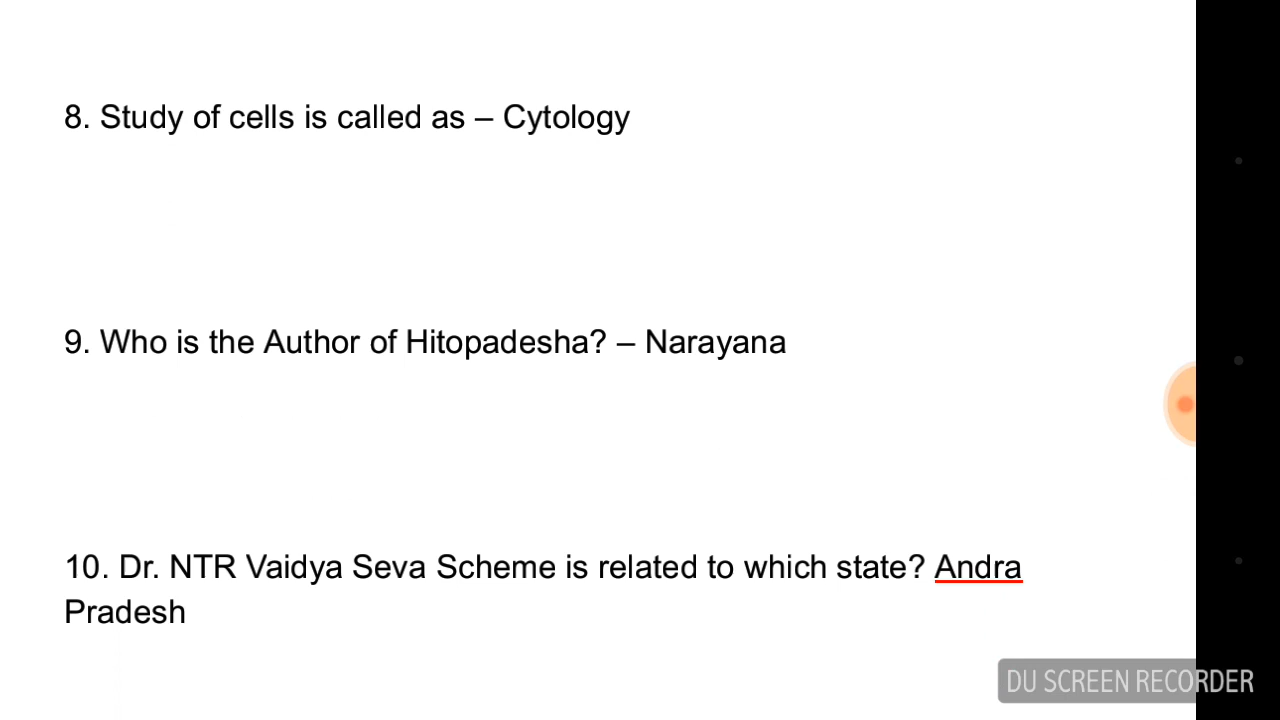 8. Study of cells is called as – Cytology
9. Who is the Author of Hitopadesha? – Narayana
10. Dr. NTR Vaidya Seva Scheme is related to which state? Andra
Pradesh
DU SCREEN RECORDER